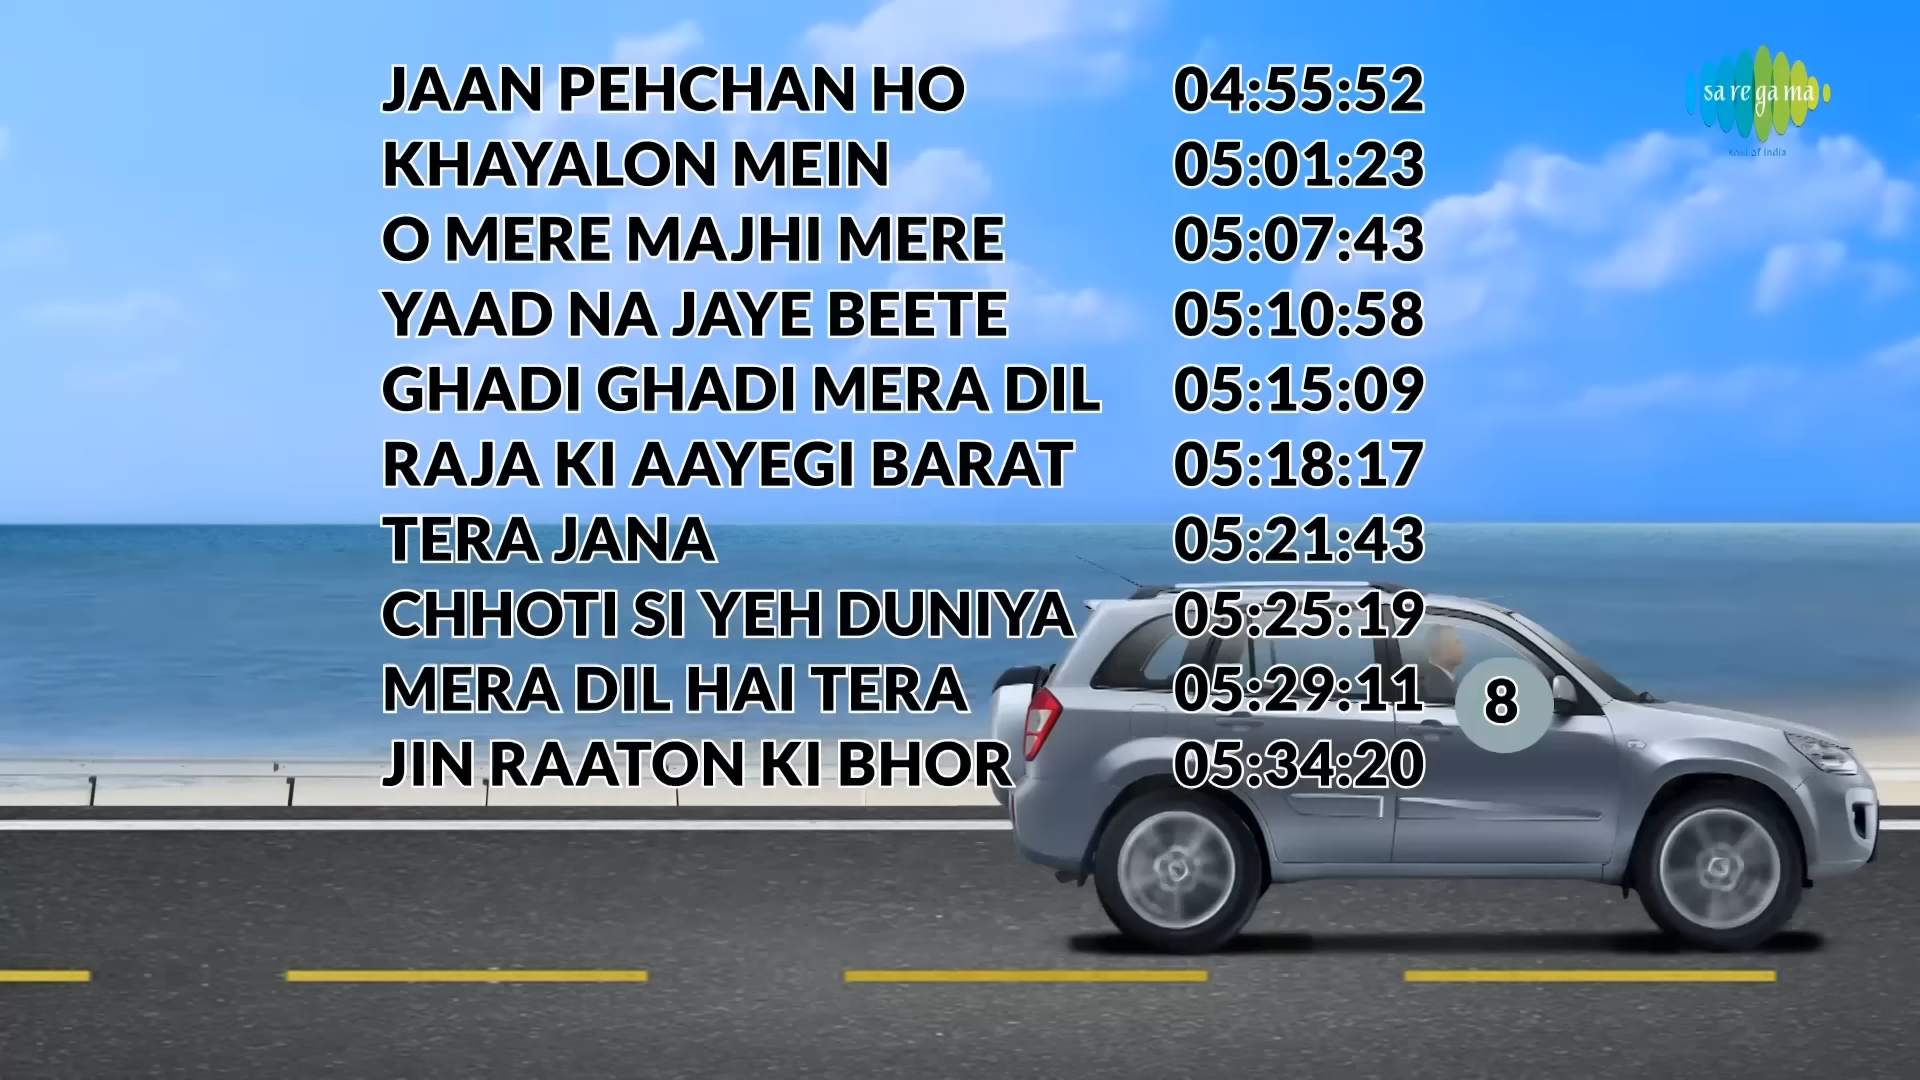 JAAN PEHCHAN HO 04:55:52
KHAYALON MEIN 05:01:23
O MERE MAJHI MERE 05:07:43
YAAD NA JAYE BEETE 05:10:58
GHADI GHADI MERA DIL 05:15:09
RAJA KI AAYEGI BARAT 05:18:17
TERA JANA 05:21:43
CHHOTI SI YEH DUNIYA 05:25:19
MERA DIL HAI TERA 05:29:11
JIN RAATON KI BHOR 05:34:20
8
sa re ga ma
soul of india